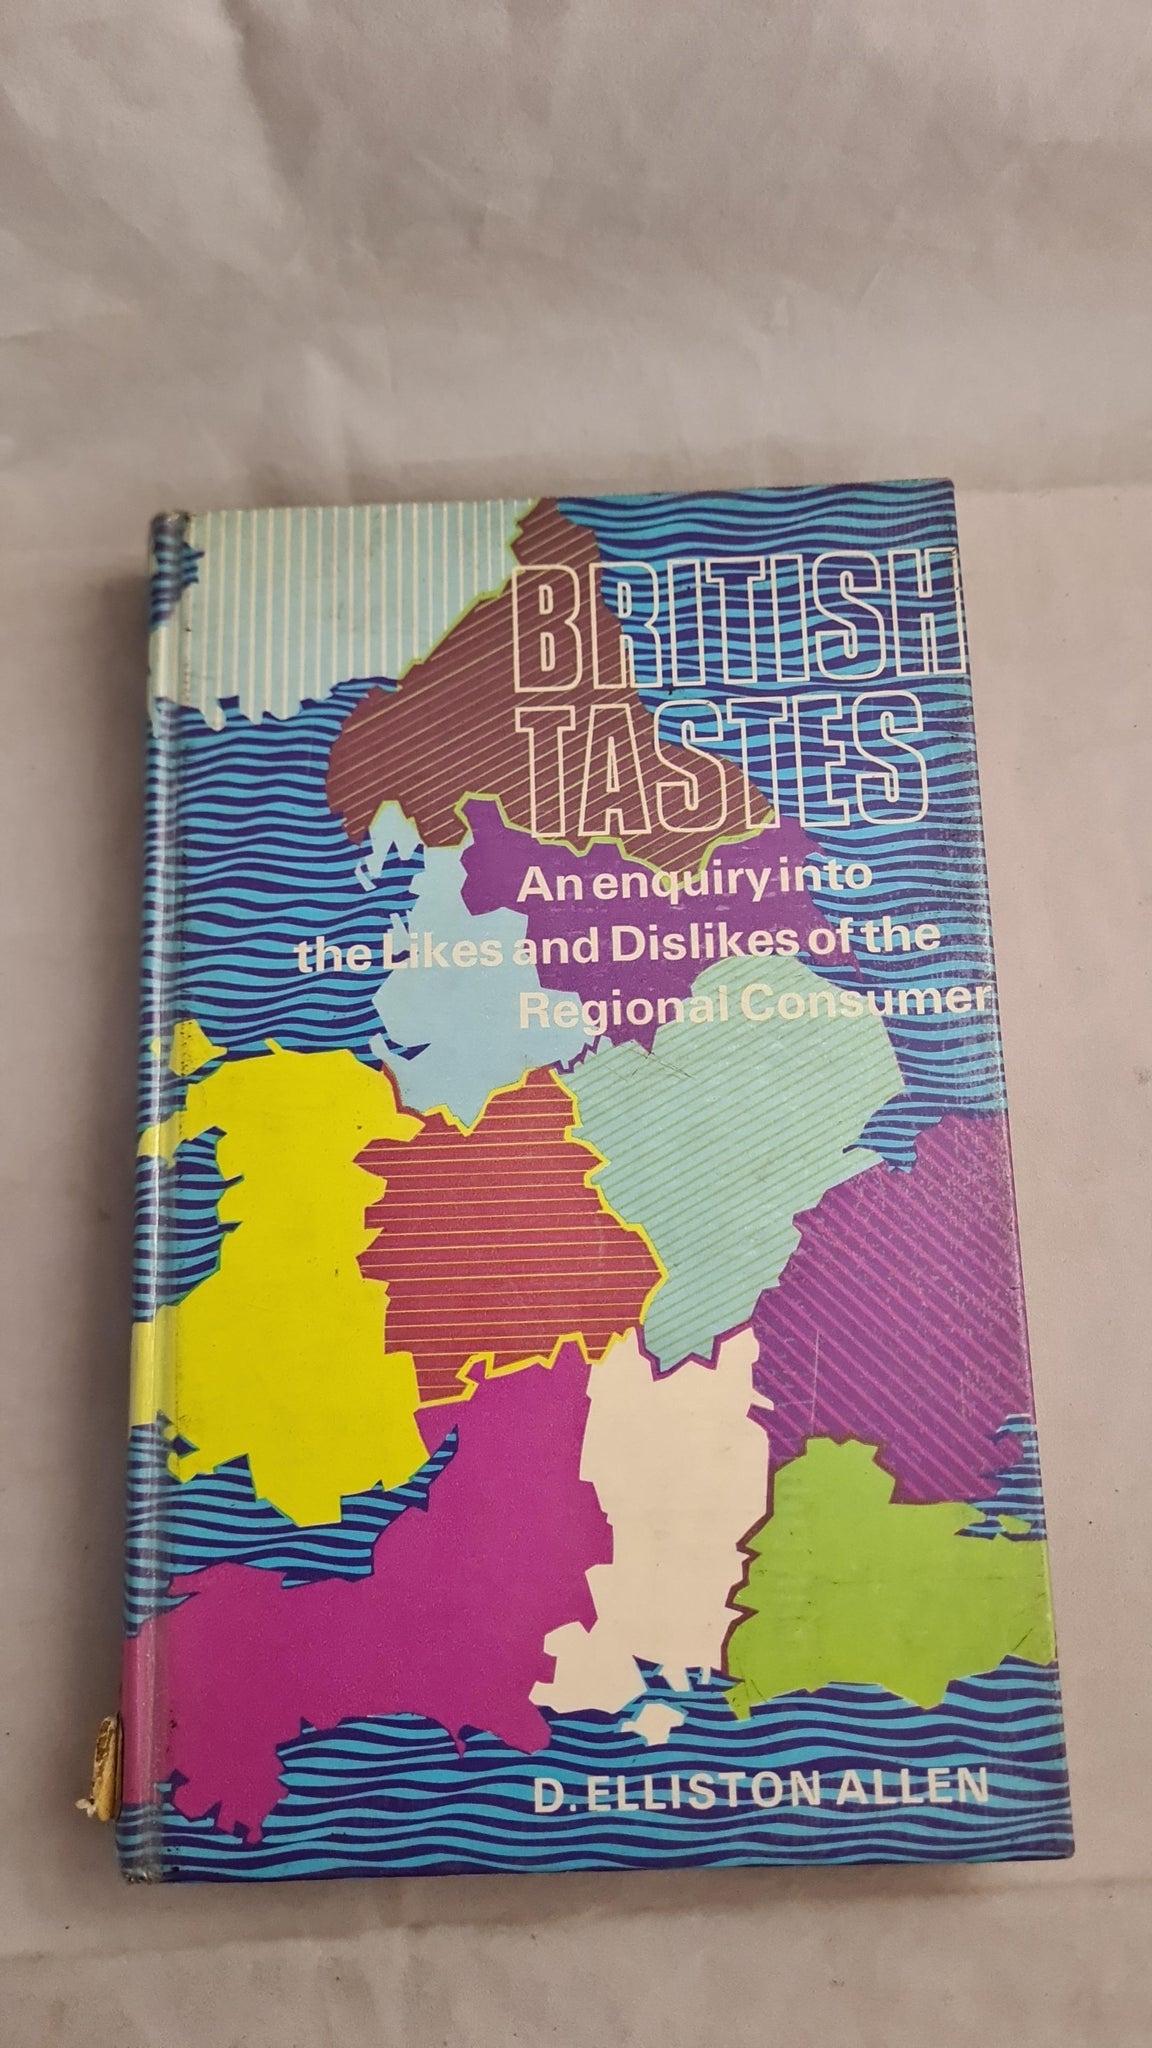 BRITISH
TASTES
An enquiry into
the Likes and Dislikes of the
Regional Consumer
D. ELLISTON ALLEN